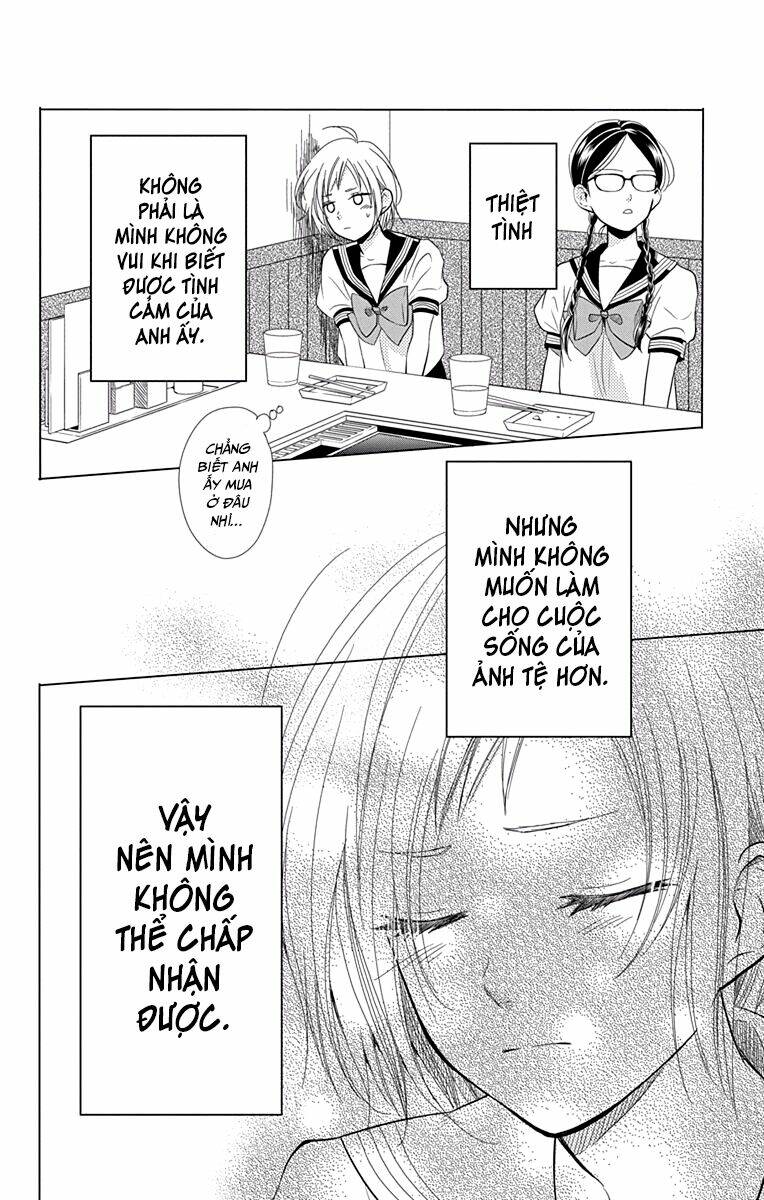 THIỆT
TÌNH
KHÔNG
PHẢI LÀ
MÌNH KHÔNG
VUI KHI BIẾT
ĐƯỢC TÌNH
CẢM CỦA
ANH ẤY.
CHẲNG
BIẾT ANH
ẤY MUA
Ở ĐÂU
NHỈ...
NHƯNG
MÌNH KHÔNG
MUỐN LÀM
CHO CUỘC
SỐNG CỦA
ẢNH TỆ HƠN.
VẬY
NÊN MÌNH
KHÔNG
THỂ CHẤP
NHẬN
ĐƯỢC.